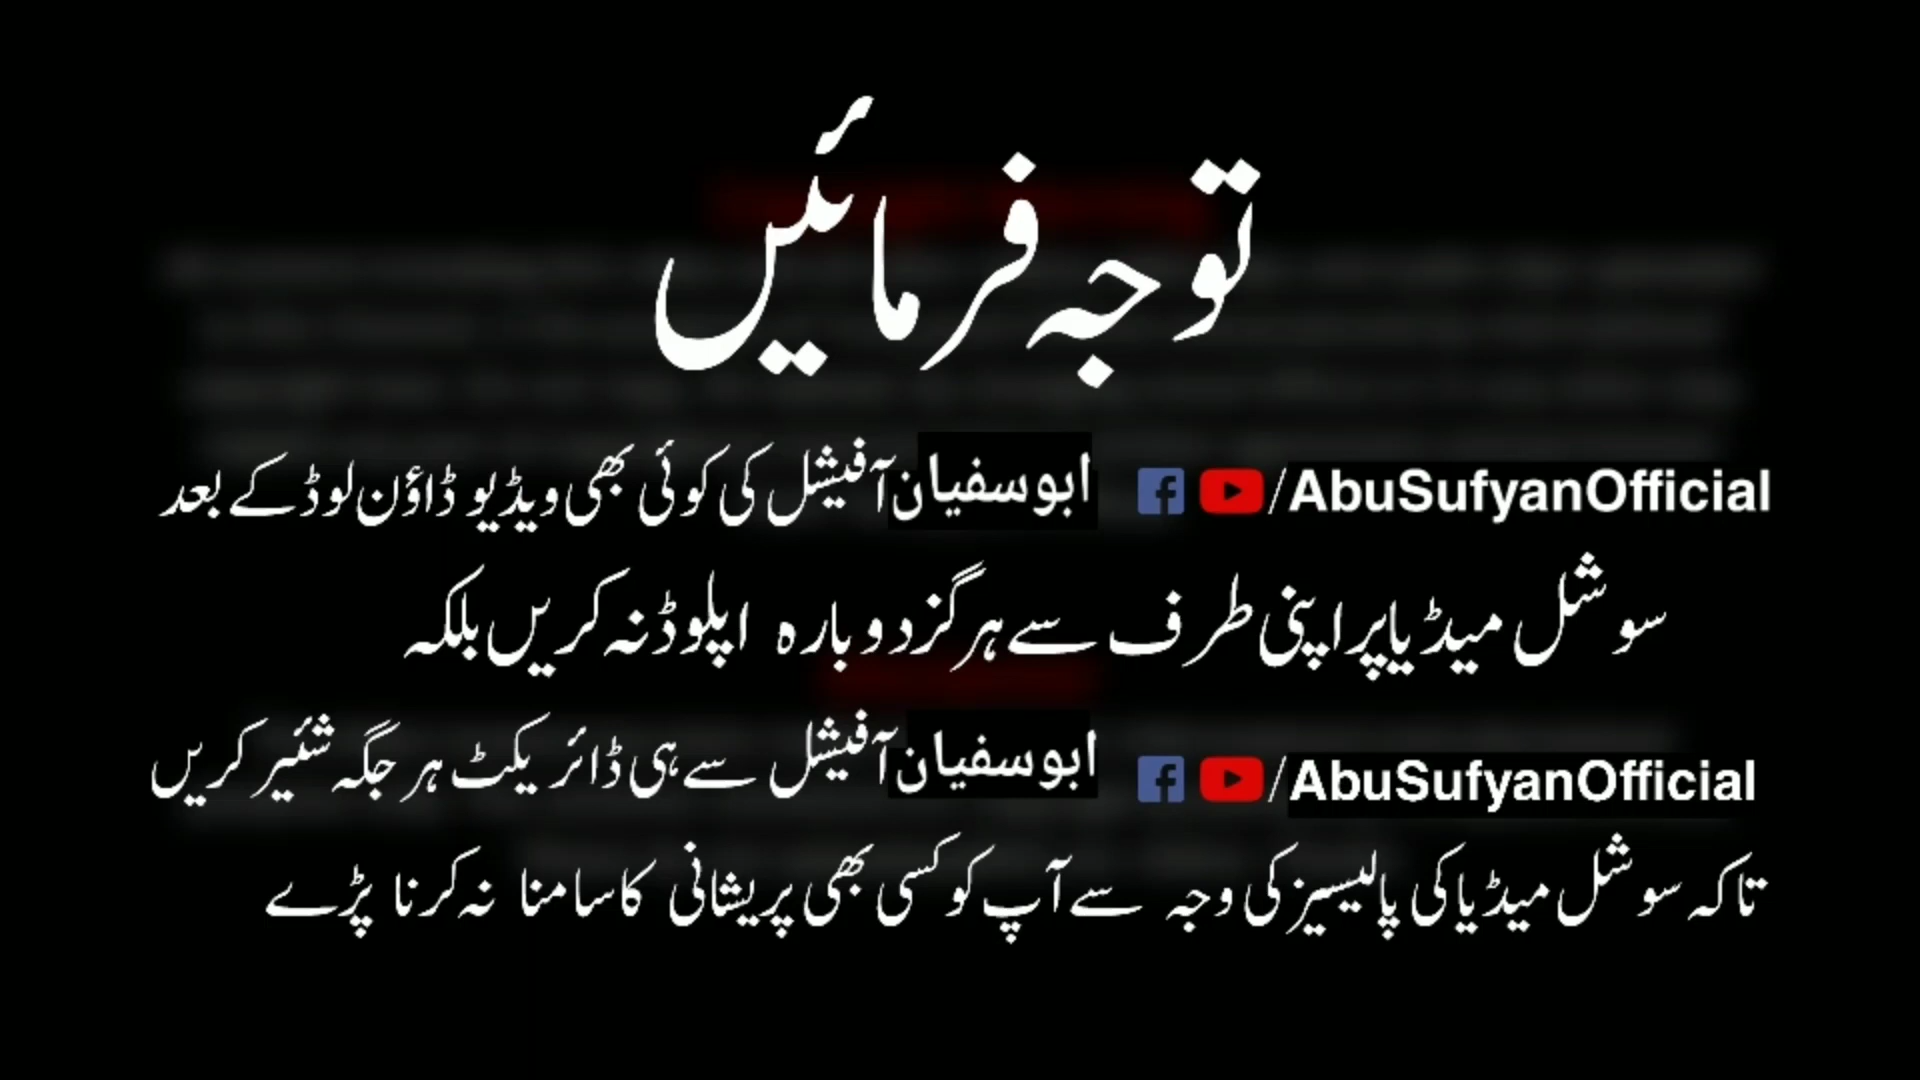 توجہ فرمائیں
/AbuSufyanOfficial ابوسفیان آفیشل کی کوئی بھی ویڈیو ڈاؤن لوڈ کے بعد
سوشل میڈیا پر اپنی طرف سے ہرگز دوبارہ اپلوڈ نہ کریں بلکہ
/AbuSufyanOfficial ابوسفیان آفیشل سے ہی ڈائریکٹ ہر جگہ شئیر کریں
تاکہ سوشل میڈیا کی پالیسیز کی وجہ سے آپ کو کسی بھی پریشانی کا سامنا نہ کرنا پڑے